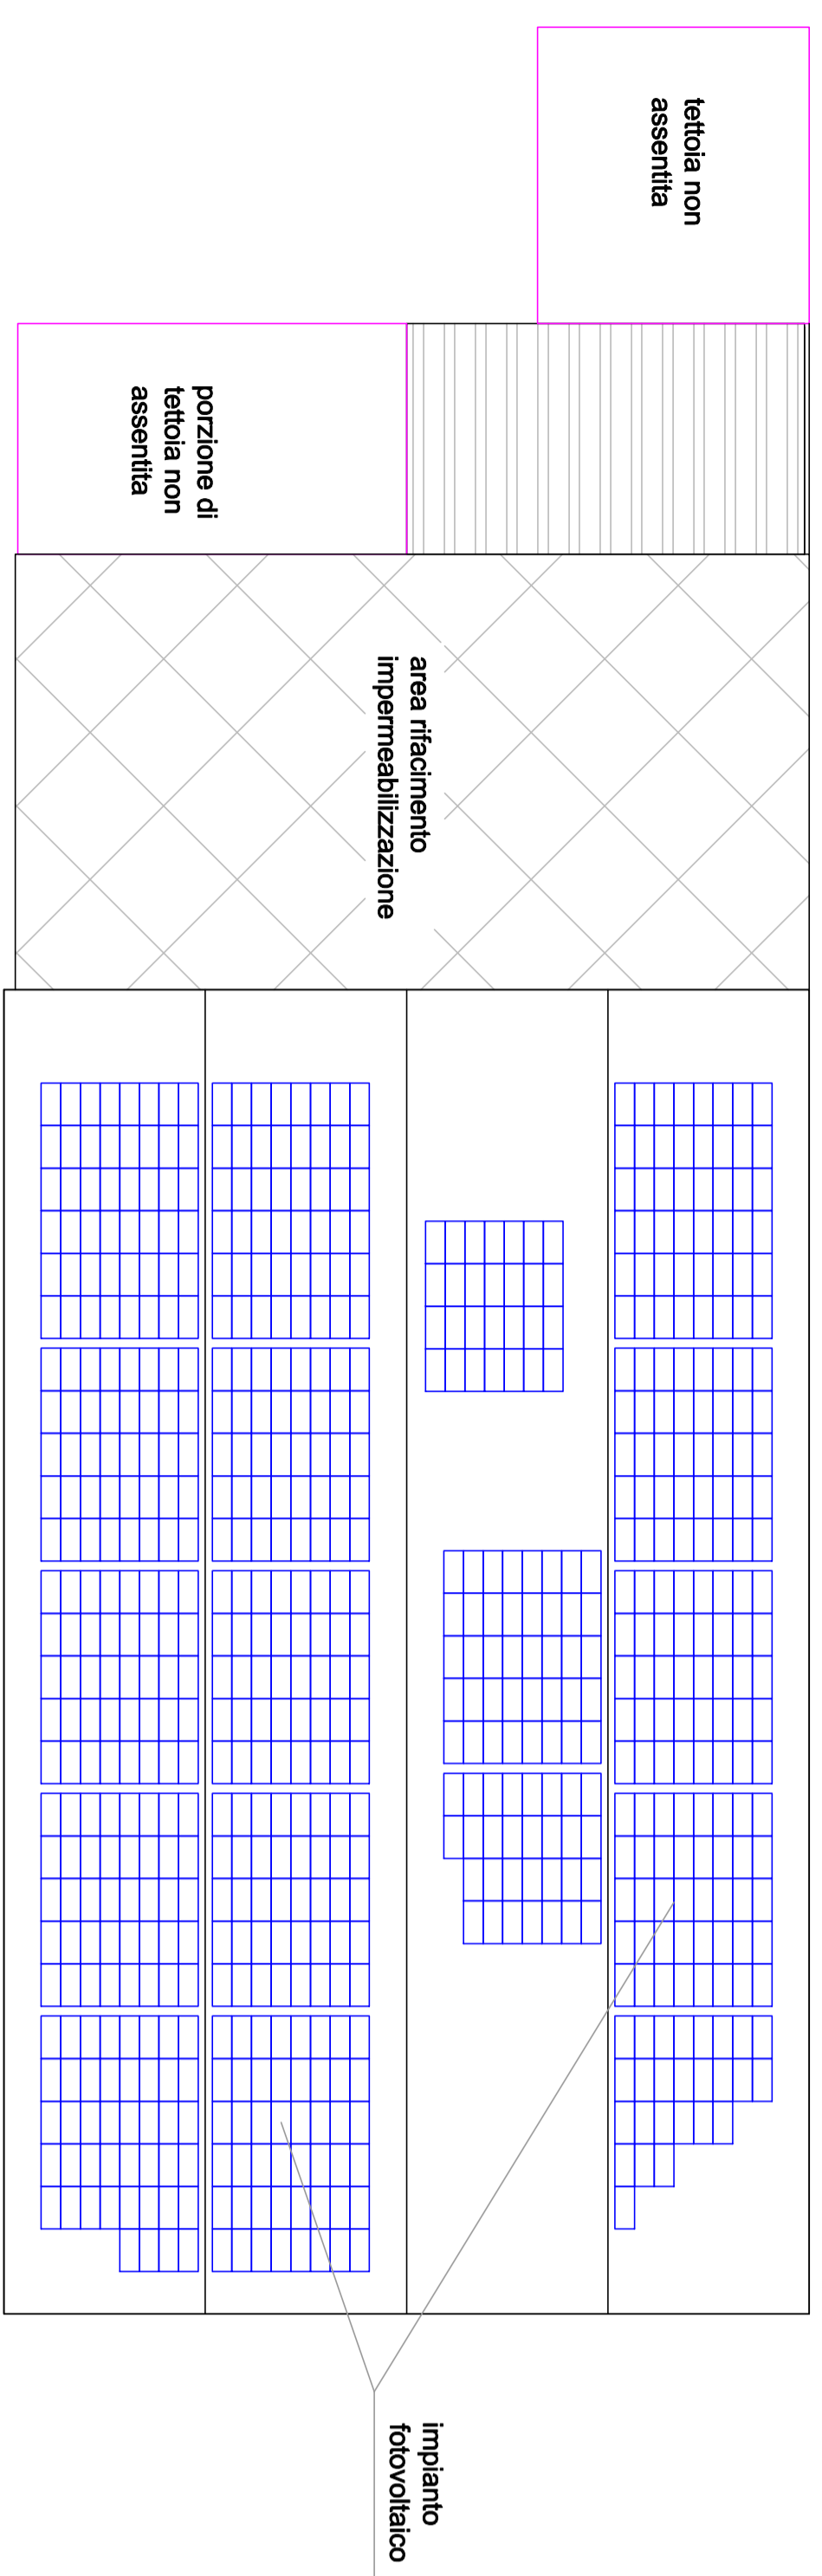 tettoia non
assentita
porzione di
tettoia non
assentita
area rifacimento
impermeabilizzazione
impianto
fotovoltaico